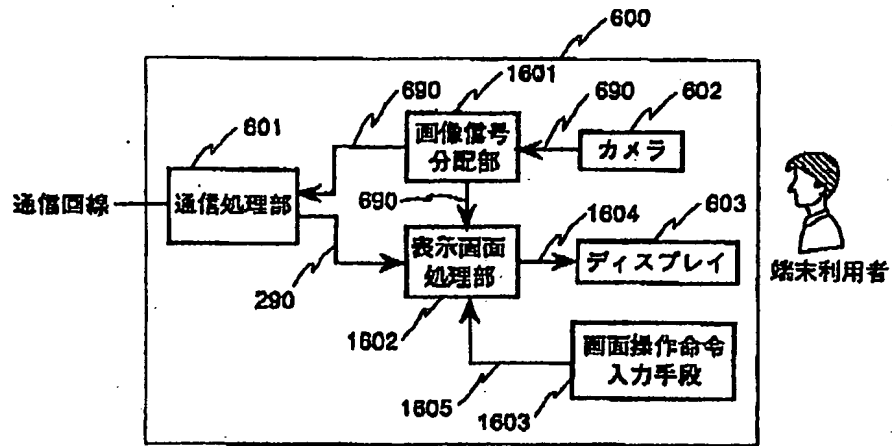 600
690
1601
690
602
601
画像信号
分配部
カメラ
通信回線
通信処理部
690
1604
603
表示画面
処理部
ディスプレイ
端末利用者
290
1602
画面操作命令
入力手段
1605
1603